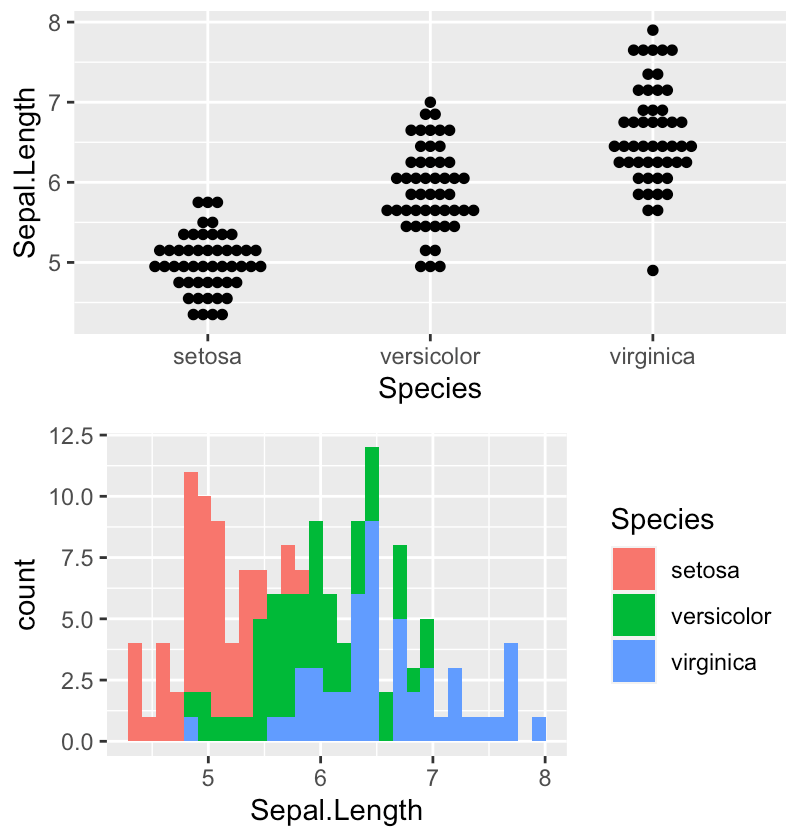 8
7
6
5
Sepal.Length
setosa versicolor virginica
Species
12.5
10.0
7.5
5.0
2.5
0.0
count
5 6 7 8
Sepal.Length
Species
setosa
versicolor
virginica